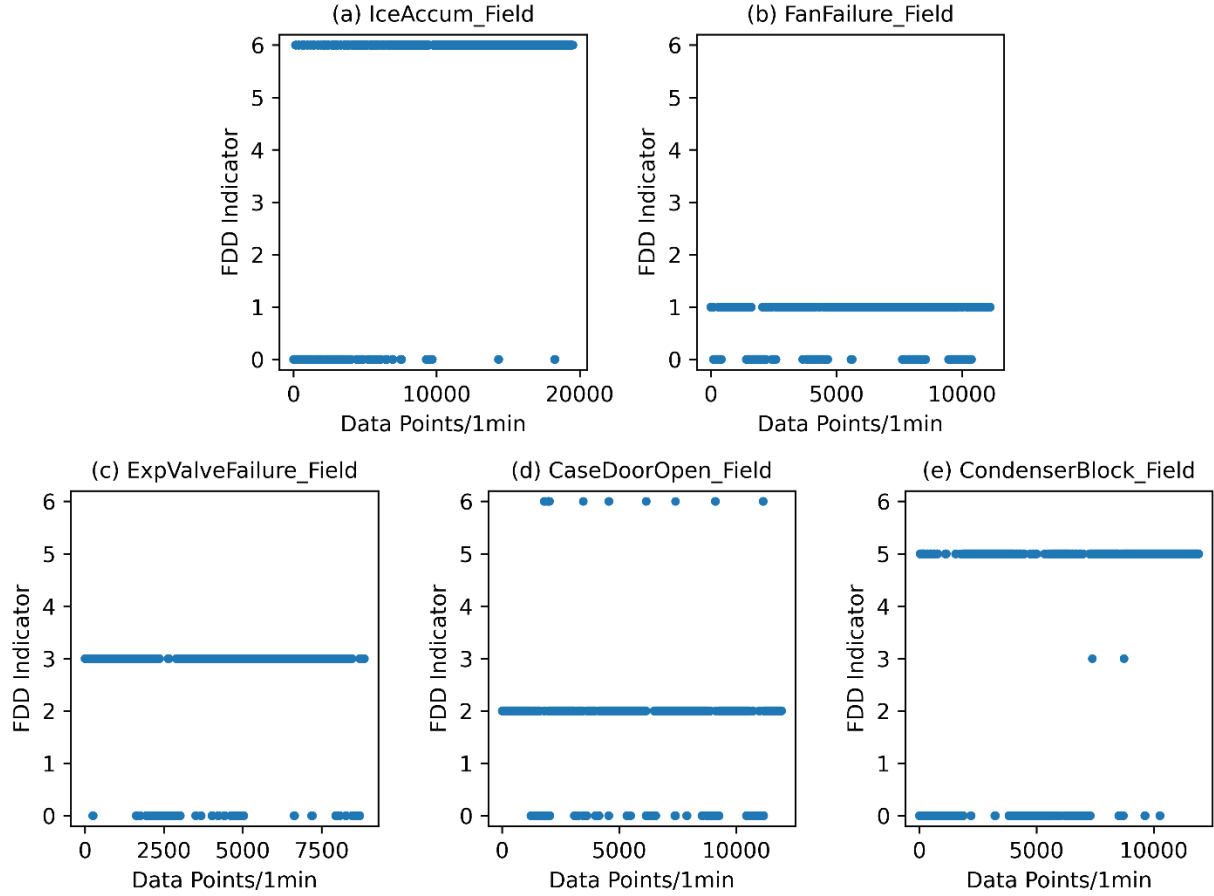 (a) IceAccum_Field
6
5
4
3
2
1
0
FDD Indicator
0 10000 20000
Data Points/1min
(b) FanFailure_Field
6
5
4
3
2
1
0
FDD Indicator
0 5000 10000
Data Points/1min
(c) ExpValveFailure_Field
6
5
4
3
2
1
0
FDD Indicator
0 2500 5000 7500
Data Points/1min
(d) CaseDoorOpen_Field
6
5
4
3
2
1
0
FDD Indicator
0 5000 10000
Data Points/1min
(e) CondenserBlock_Field
6
5
4
3
2
1
0
FDD Indicator
0 5000 10000
Data Points/1min